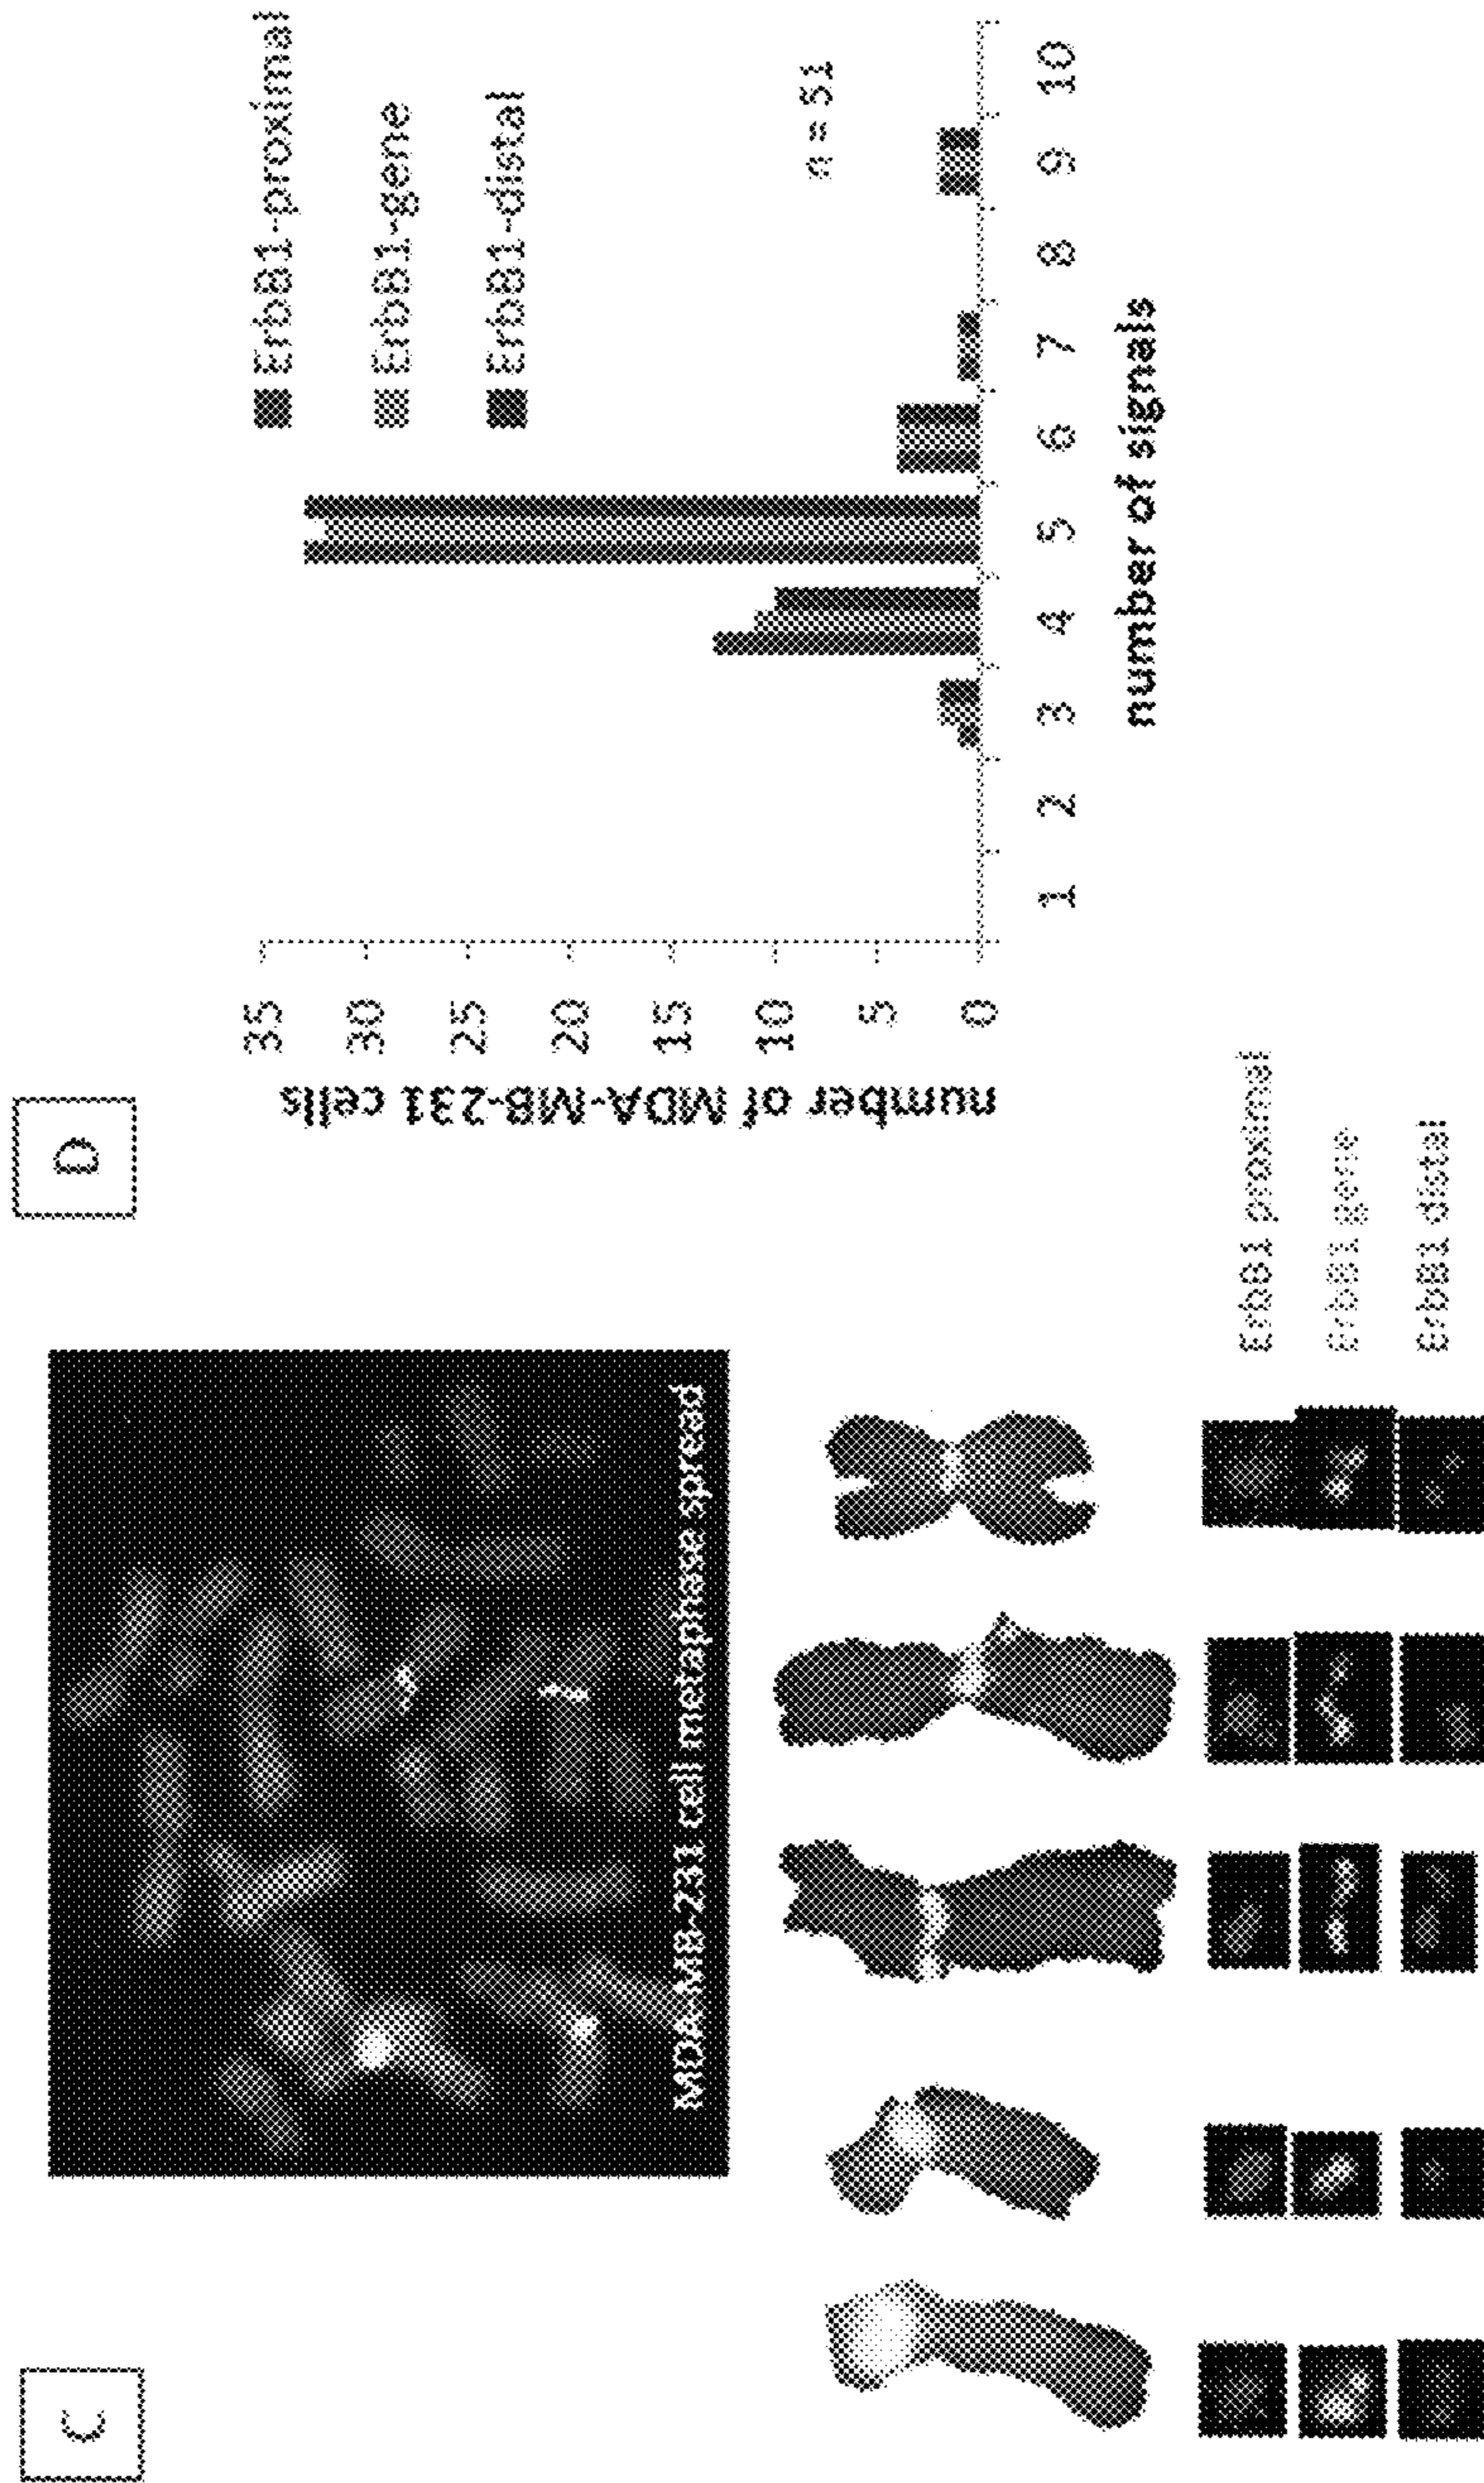 C
MDA-MB-231 cell metaphase spread
ErbB1 proximal
ErbB1 gene
ErbB1 distal
D
number of MDA-MB-231 cells
35
30
25
20
15
10
5
0
ErbB1-proximal
ErbB1-gene
ErbB1-distal
n = 51
1 2 3 4 5 6 7 8 9 10
number of signals